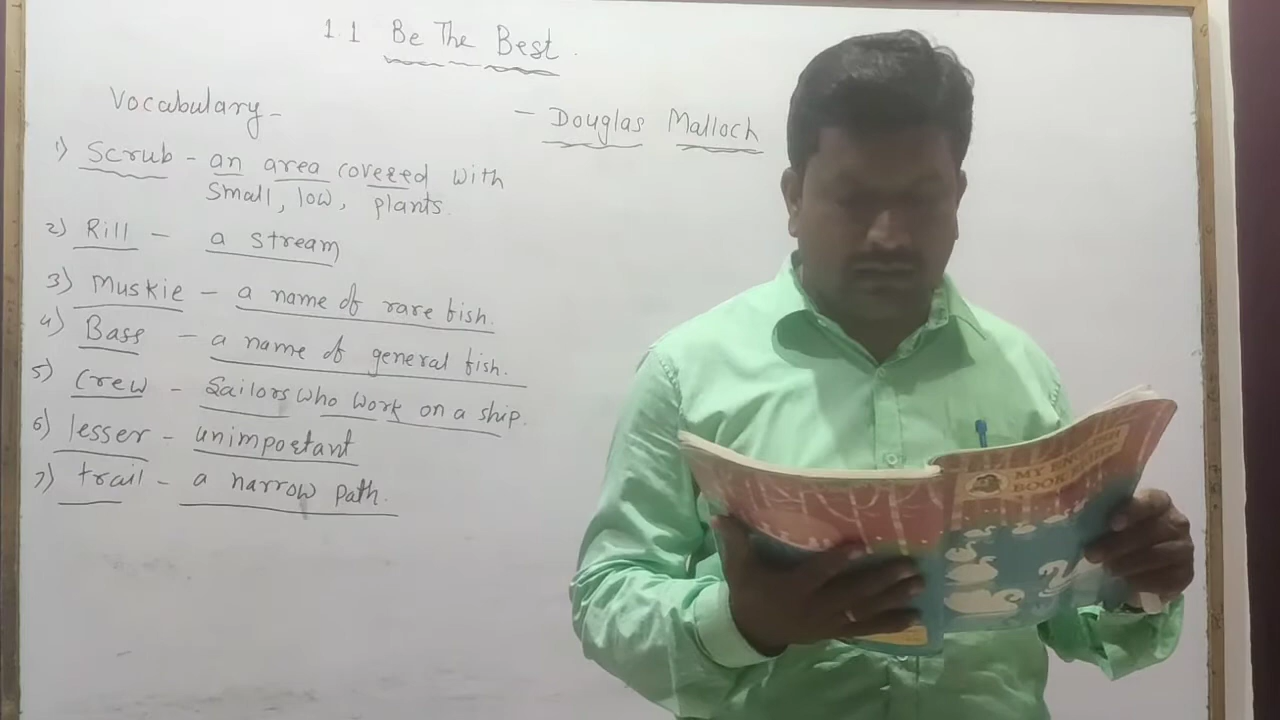 1.1 Be The Best.
Vocabulary -
- Douglas Malloch
1) Scrub - an area covered with
small, low, plants.
2) Rill - a stream
3) Muskie - a name of rare fish.
4) Bass - a name of general fish.
5) Crew - Sailors who work on a ship.
6) lesser - unimportant
7) trail - a narrow path.
MY ENGLISH
BOOK